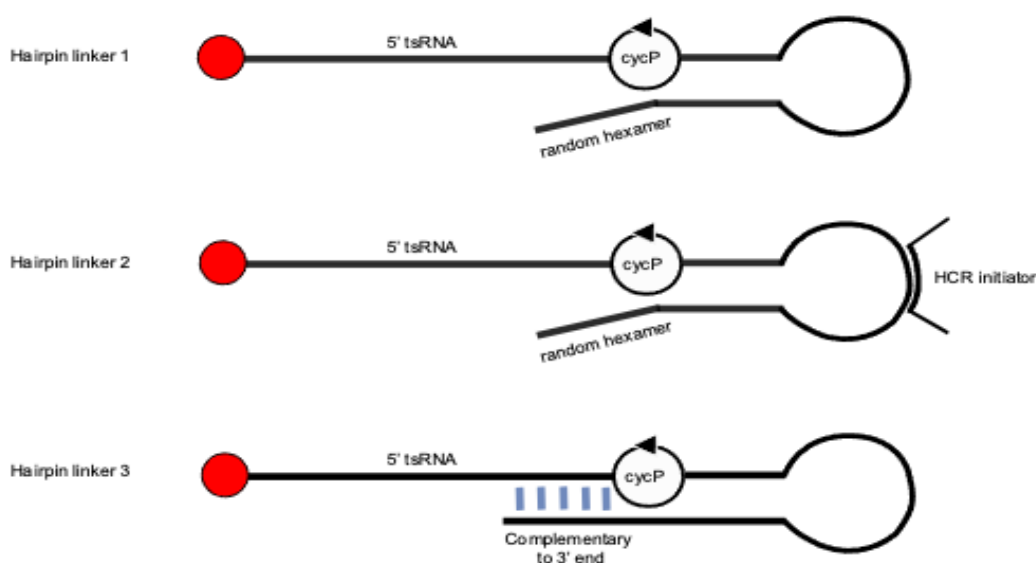 Hairpin linker 1
5' tsRNA
cycP
random hexamer
Hairpin linker 2
5' tsRNA
cycP
HCR initiator
random hexamer
Hairpin linker 3
5' tsRNA
cycP
Complementary
to 3' end